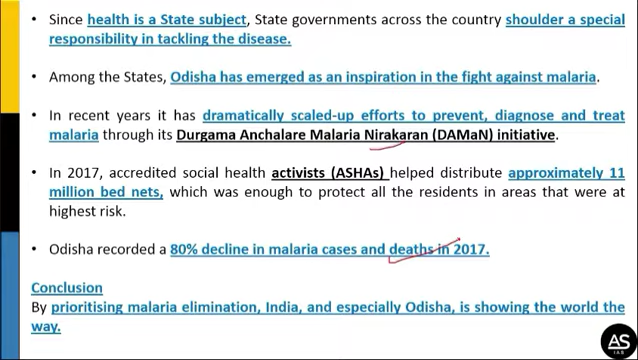 • Since health is a State subject, State governments across the country shoulder a special
responsibility in tackling the disease.
• Among the States, Odisha has emerged as an inspiration in the fight against malaria.
• In recent years it has dramatically scaled-up efforts to prevent, diagnose and treat
malaria through its Durgama Anchalare Malaria Nirakaran (DAMaN) initiative.
• In 2017, accredited social health activists (ASHAs) helped distribute approximately 11
million bed nets, which was enough to protect all the residents in areas that were at
highest risk.
• Odisha recorded a 80% decline in malaria cases and deaths in 2017.
Conclusion
By prioritising malaria elimination, India, and especially Odisha, is showing the world the
way.
AS
IAS